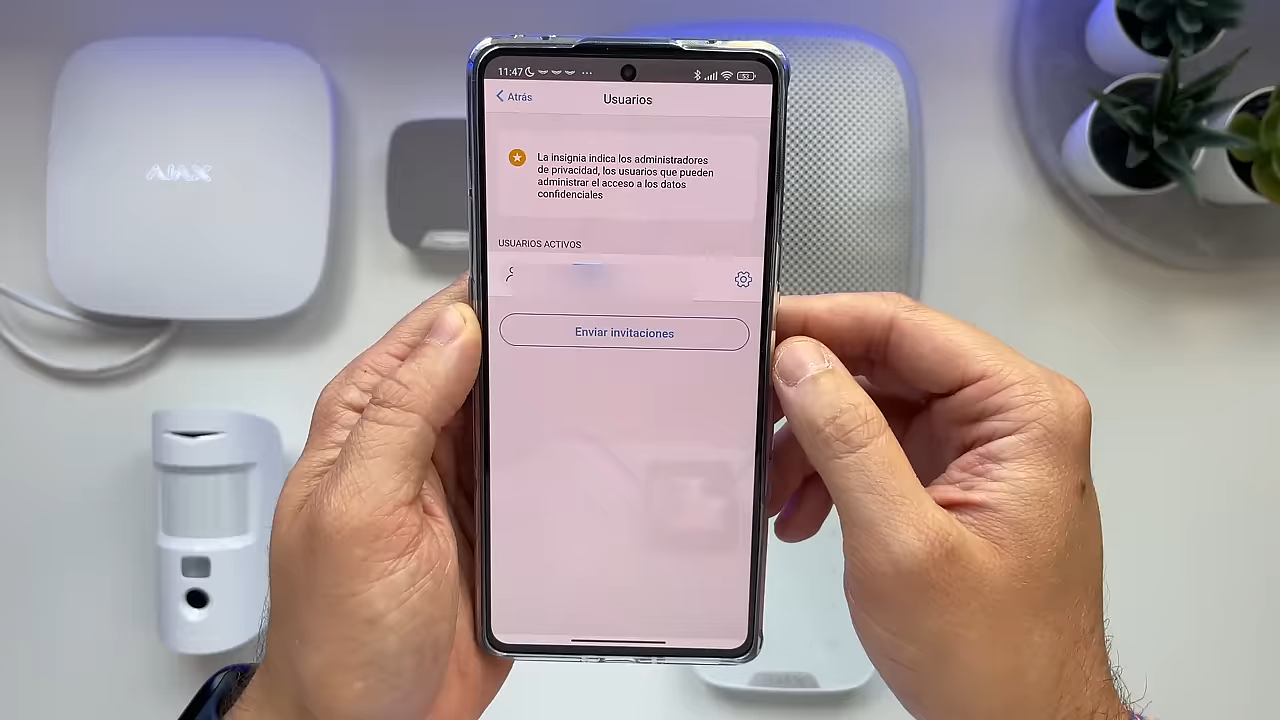 11:47
53
Atrás
Usuarios
La insignia indica los administradores
de privacidad, los usuarios que pueden
administrar el acceso a los datos
confidenciales
USUARIOS ACTIVOS
Enviar invitaciones
AJAX